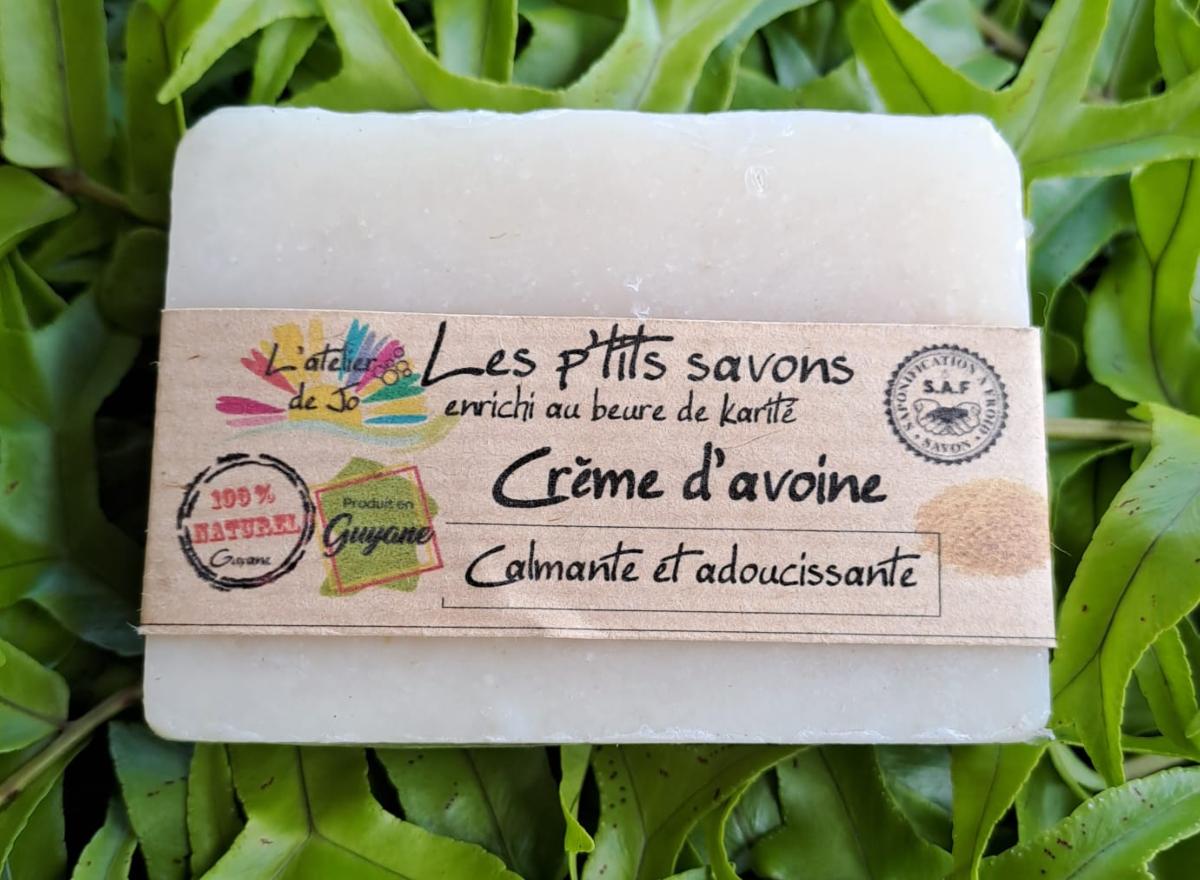 L'atelier
de Jo
Les p'tits savons
enrichi au beure de karité
SAPONIFICATION A FROID
S.A.F
SAVON
Crème d'avoine
100%
NATUREL
Guyane
Produit en
Guyane
Calmante et adoucissante